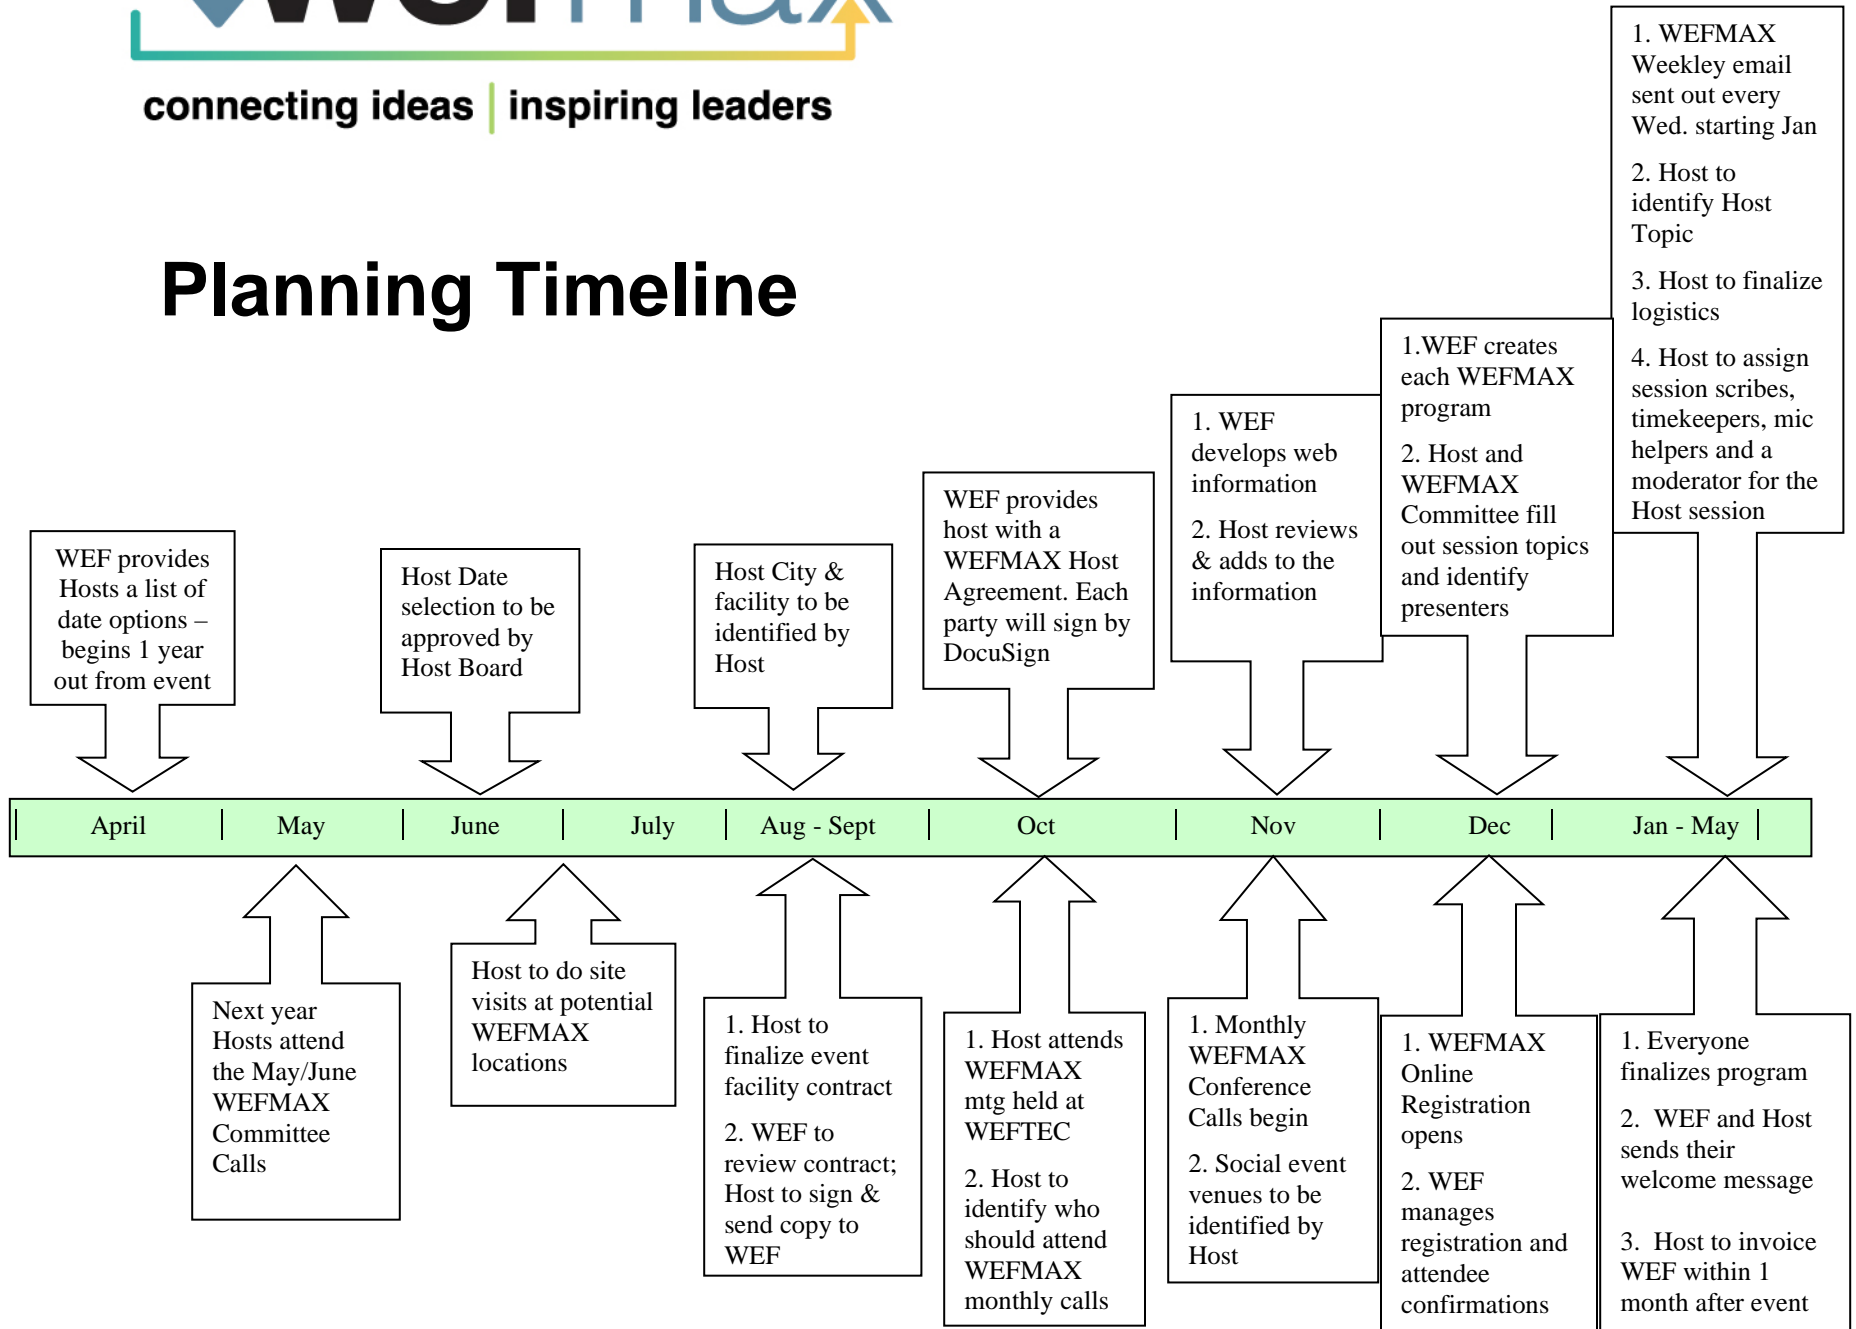 wefmax
connecting ideas | inspiring leaders
Planning Timeline
WEF provides
Hosts a list of
date options –
begins 1 year
out from event
Host Date
selection to be
approved by
Host Board
Host City &
facility to be
identified by
Host
WEF provides
host with a
WEFMAX Host
Agreement. Each
party will sign by
DocuSign
1. WEF
develops web
information
2. Host reviews
& adds to the
information
1.WEF creates
each WEFMAX
program
2. Host and
WEFMAX
Committee fill
out session topics
and identify
presenters
1. WEFMAX
Weekley email
sent out every
Wed. starting Jan
2. Host to
identify Host
Topic
3. Host to finalize
logistics
4. Host to assign
session scribes,
timekeepers, mic
helpers and a
moderator for the
Host session
April | May | June | July | Aug - Sept | Oct | Nov | Dec | Jan - May |
Next year
Hosts attend
the May/June
WEFMAX
Committee
Calls
Host to do site
visits at potential
WEFMAX
locations
1. Host to
finalize event
facility contract
2. WEF to
review contract;
Host to sign &
send copy to
WEF
1. Host attends
WEFMAX
mtg held at
WEFTEC
2. Host to
identify who
should attend
WEFMAX
monthly calls
1. Monthly
WEFMAX
Conference
Calls begin
2. Social event
venues to be
identified by
Host
1. WEFMAX
Online
Registration
opens
2. WEF
manages
registration and
attendee
confirmations
1. Everyone
finalizes program
2. WEF and Host
sends their
welcome message
3. Host to invoice
WEF within 1
month after event